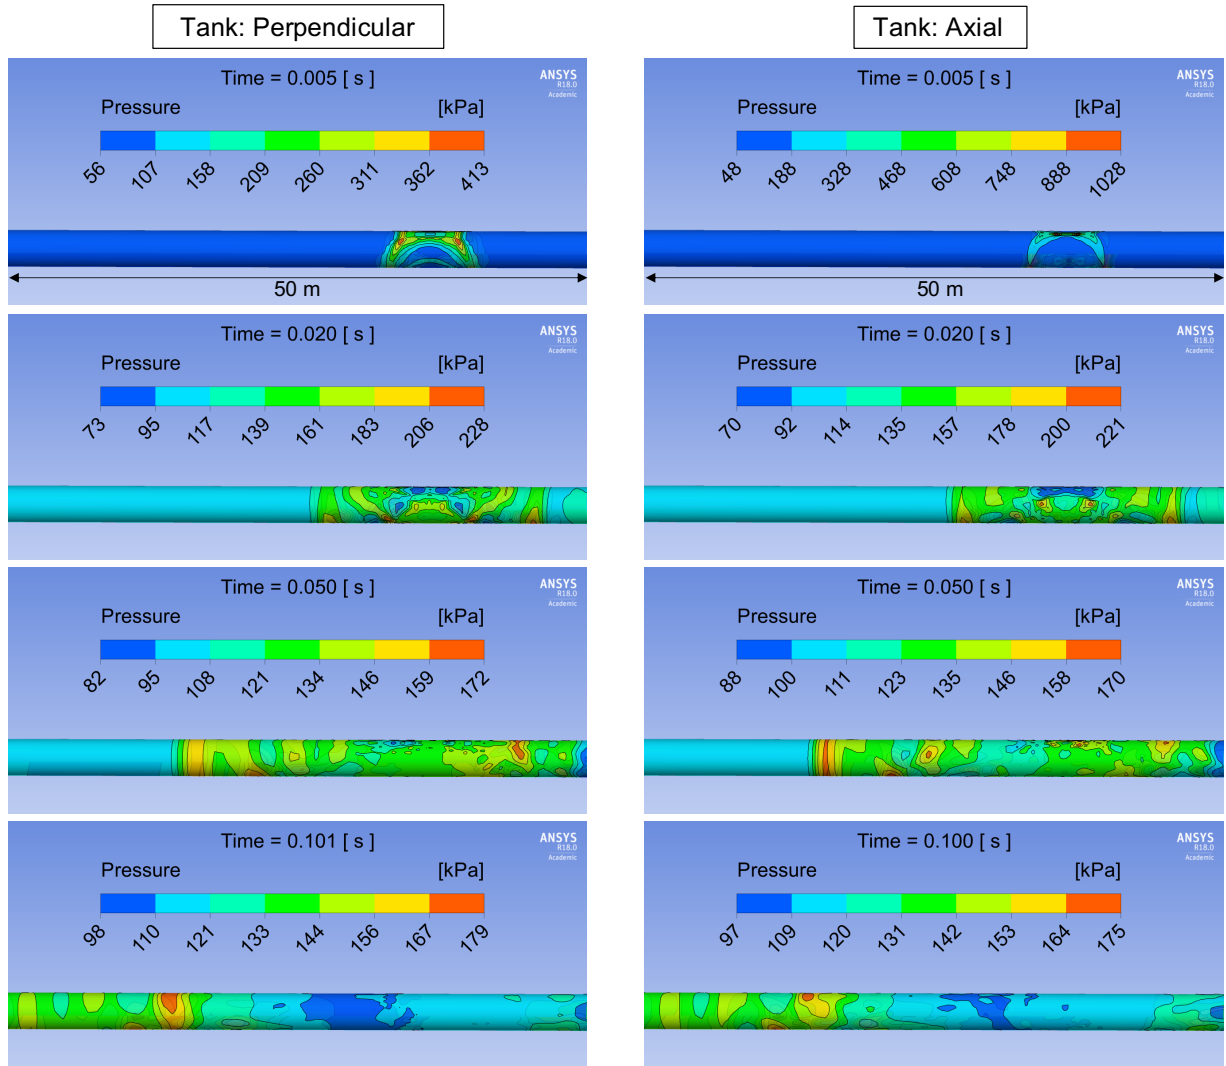 Tank: Perpendicular
Tank: Axial
Time = 0.005 [ s ]
ANSYS
R18.0
Academic
Pressure
[kPa]
56 107 158 209 260 311 362 413
50 m
Time = 0.005 [ s ]
ANSYS
R18.0
Academic
Pressure
[kPa]
48 188 328 468 608 748 888 1028
50 m
Time = 0.020 [ s ]
ANSYS
R18.0
Academic
Pressure
[kPa]
73 95 117 139 161 183 206 228
Time = 0.020 [ s ]
ANSYS
R18.0
Academic
Pressure
[kPa]
70 92 114 135 157 178 200 221
Time = 0.050 [ s ]
ANSYS
R18.0
Academic
Pressure
[kPa]
82 95 108 121 134 146 159 172
Time = 0.050 [ s ]
ANSYS
R18.0
Academic
Pressure
[kPa]
88 100 111 123 135 146 158 170
Time = 0.101 [ s ]
ANSYS
R18.0
Academic
Pressure
[kPa]
98 110 121 133 144 156 167 179
Time = 0.100 [ s ]
ANSYS
R18.0
Academic
Pressure
[kPa]
97 109 120 131 142 153 164 175